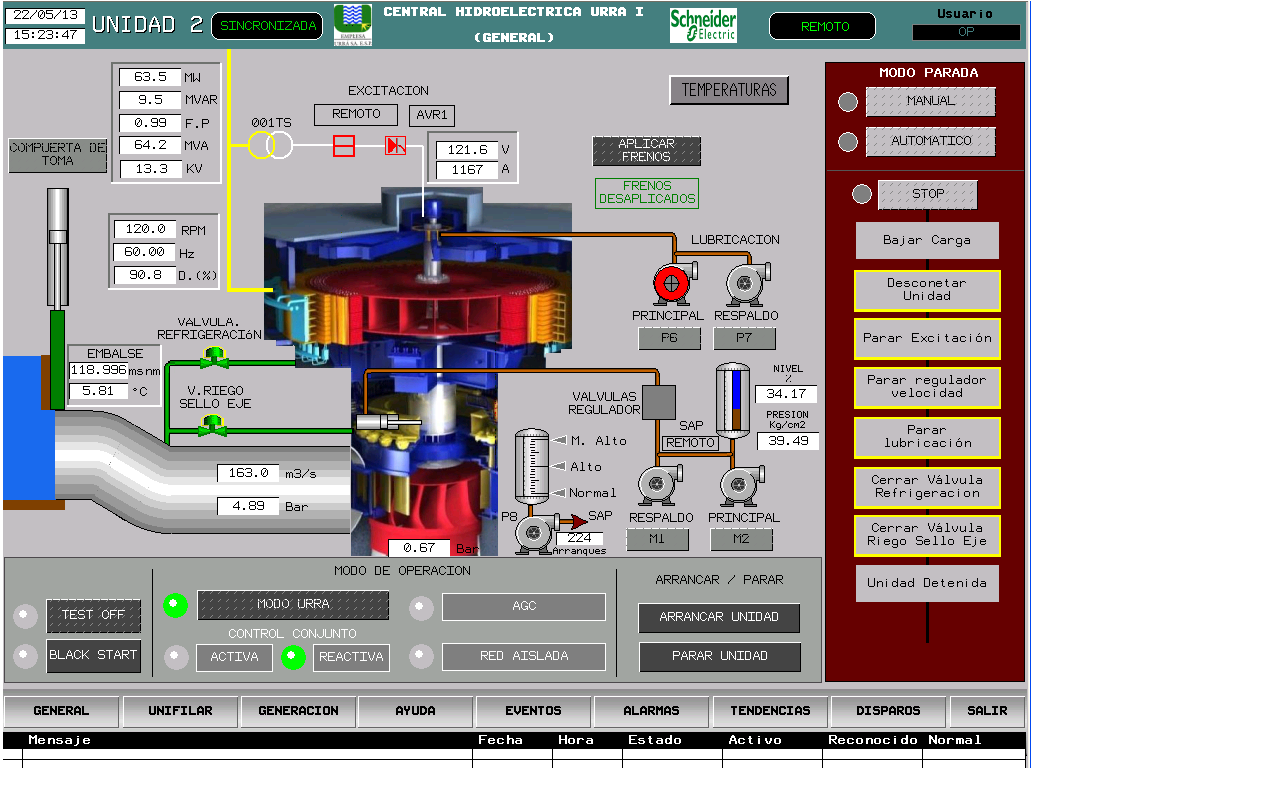 22/05/13
15:23:47
UNIDAD 2
SINCRONIZADA
EMPRESA
URRÁ S.A. E.S.P.
CENTRAL HIDROELECTRICA URRA I
(GENERAL)
Schneider
Electric
REMOTO
Usuario
OP
63.5 MW
9.5 MVAR
0.99 F.P
64.2 MVA
13.3 KV
COMPUERTA DE
TOMA
120.0 RPM
60.00 Hz
90.8 D.(%)
EXCITACION
REMOTO
AVR1
001TS
121.6 V
1167 A
TEMPERATURAS
APLICAR
FRENOS
FRENOS
DESAPLICADOS
LUBRICACION
PRINCIPAL
RESPALDO
P6
P7
VALVULA.
REFRIGERACIóN
EMBALSE
118.996 msnm
5.81 °C
V.RIEGO
SELLO EJE
163.0 m3/s
4.89 Bar
0.67 Bar
VALVULAS
REGULADOR
SAP
REMOTO
NIVEL
%
34.17
PRESION
Kg/cm2
39.49
M. Alto
Alto
Normal
P8
SAP
224
Arranques
RESPALDO
PRINCIPAL
M1
M2
MODO PARADA
MANUAL
AUTOMATICO
STOP
Bajar Carga
Desconetar
Unidad
Parar Excitación
Parar regulador
velocidad
Parar
lubricación
Cerrar Válvula
Refrigeracion
Cerrar Válvula
Riego Sello Eje
Unidad Detenida
MODO DE OPERACION
TEST OFF
BLACK START
MODO URRA
CONTROL CONJUNTO
ACTIVA
REACTIVA
AGC
RED AISLADA
ARRANCAR / PARAR
ARRANCAR UNIDAD
PARAR UNIDAD
GENERAL
UNIFILAR
GENERACION
AYUDA
EVENTOS
ALARMAS
TENDENCIAS
DISPAROS
SALIR
Mensaje
Fecha
Hora
Estado
Activo
Reconocido
Normal